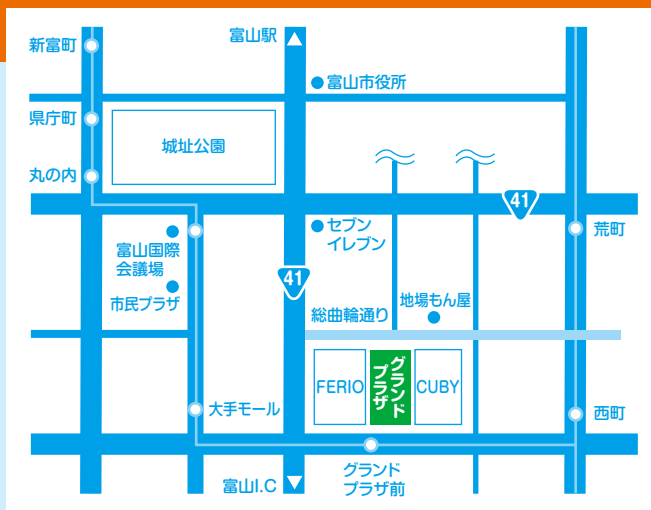 新富町
富山駅
富山市役所
県庁町
城址公園
丸の内
41
セブン
イレブン
荒町
富山国際
会議場
41
市民プラザ
総曲輪通り
地場もん屋
FERIO
グランド
プラザ
CUBY
大手モール
西町
グランド
プラザ前
富山I.C